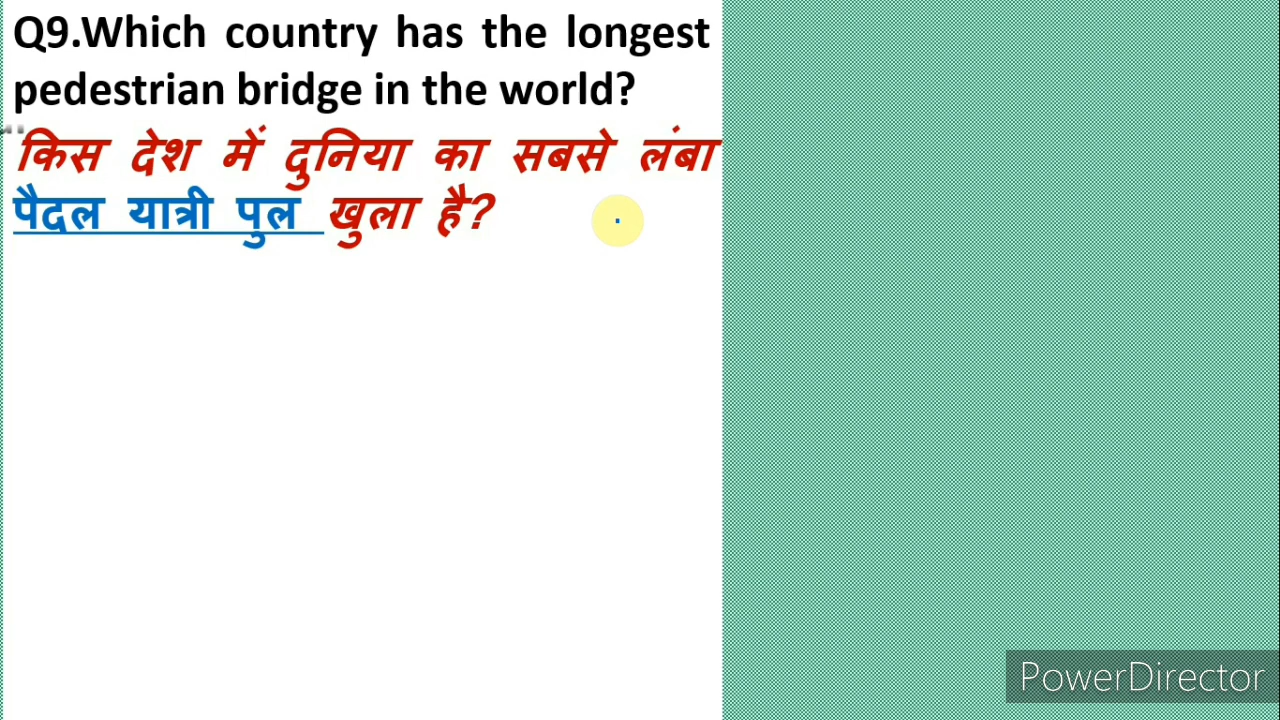 Q9.Which country has the longest
pedestrian bridge in the world?
किस देश में दुनिया का सबसे लंबा
पैदल यात्री पुल खुला है?
PowerDirector